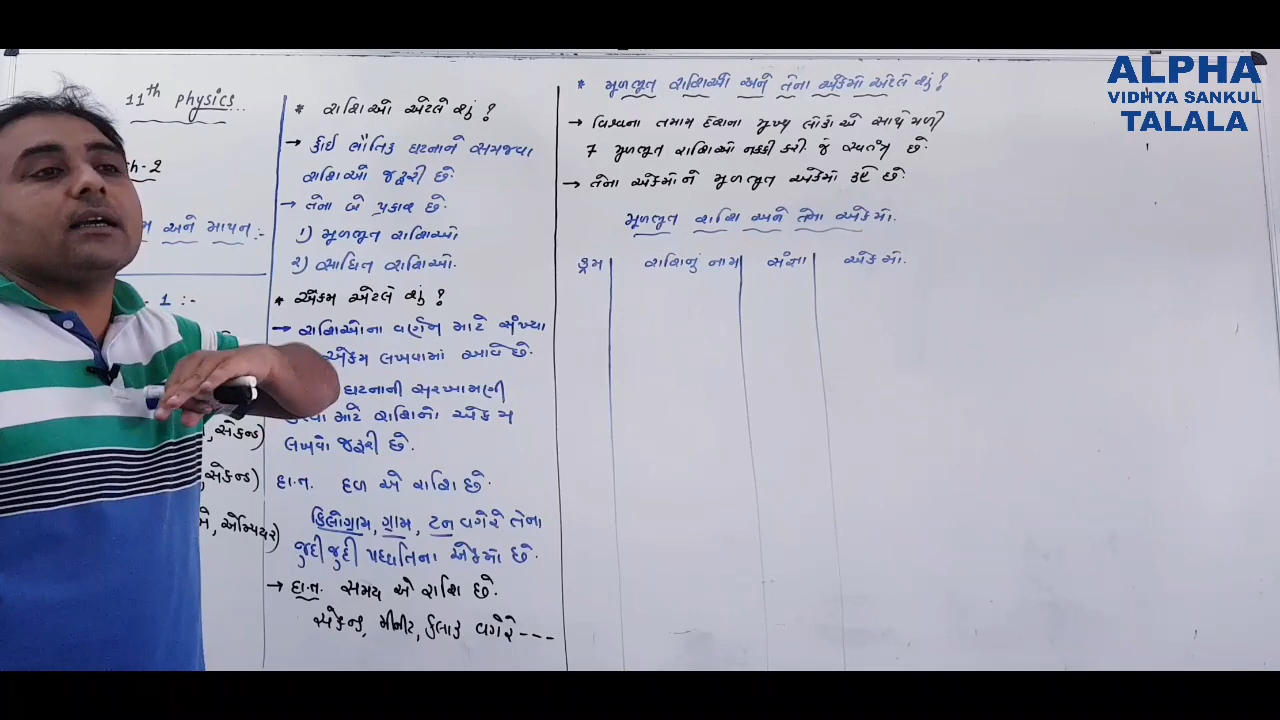 ALPHA
VIDHYA SANKUL
TALALA
11th Physics...
ch-2
અને માપન :-
- 1 :-
, સેકન્ડ)
, સેકન્ડ)
, એમ્પિયર)
* રાશિઓ એટલે શું ?
→ કોઈ ભૌતિક ઘટનાને સમજવા
રાશિઓ જરૂરી છે.
→ તેના બે પ્રકાર છે.
૧) મૂળભૂત રાશિઓ
૨) સાધિત રાશિઓ.
* એકમ એટલે શું ?
→ રાશિઓના વર્ણન માટે સંખ્યા
એકમ લખવામાં આવે છે.
ઘટનાની સરખામણી
માટે રાશિનો એકમ
લખવો જરૂરી છે.
દા.ત. દળ એ રાશિ છે.
કિલોગ્રામ, ગ્રામ, ટન વગેરે તેના
જુદી જુદી પદ્ધતિના એકમો છે.
→ દા.ત. સમય એ રાશિ છે.
સેકન્ડ, મીનીટ, કલાક વગેરે ---
* મૂળભૂત રાશિઓ અને તેના એકમો એટલે શું ?
→ વિશ્વના તમામ દેશના મુખ્ય લોકો એ સાથે મળી
7 મૂળભૂત રાશિઓ નક્કી કરી જે સ્વતંત્ર છે.
→ તેના એકમો ને મૂળભૂત એકમો કહે છે.
મૂળભૂત રાશિ અને તેના એકમો.
ક્રમ રાશિનું નામ સંજ્ઞા એકમો.